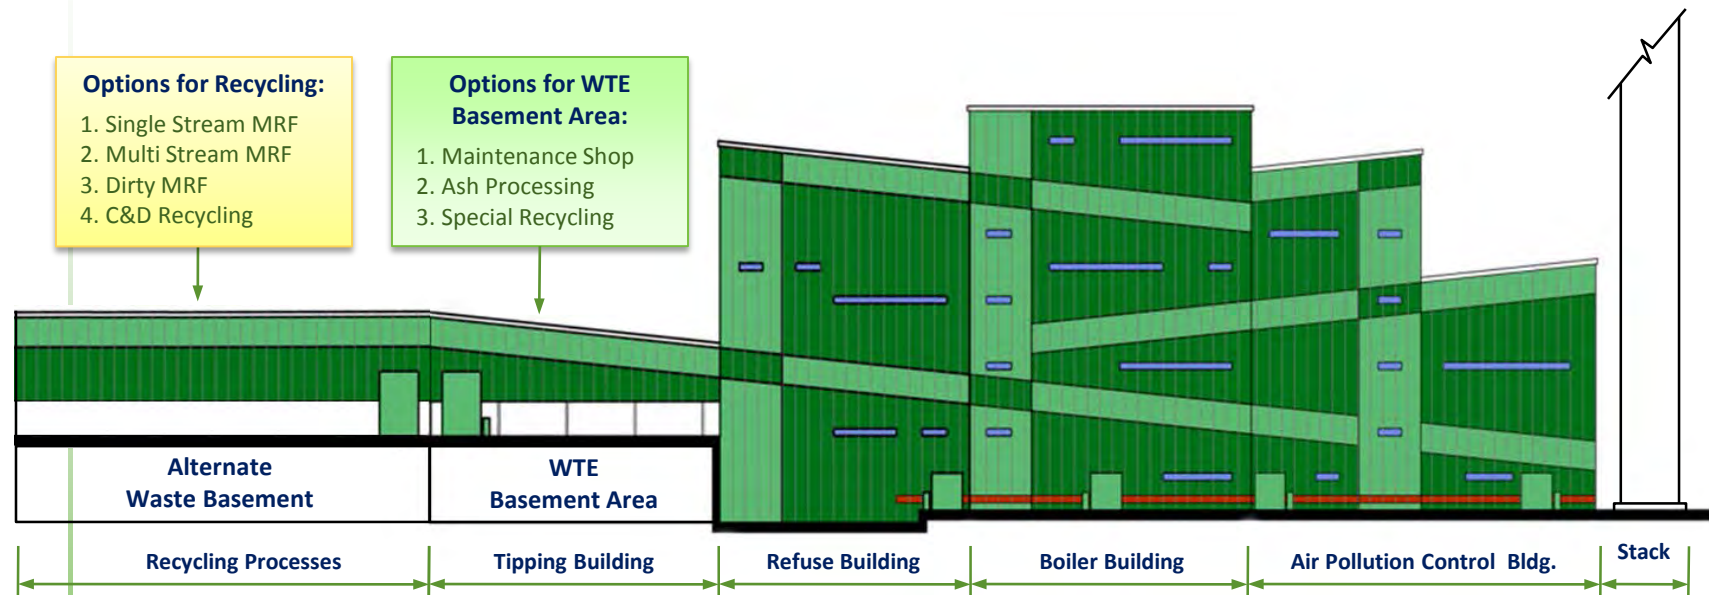 Options for Recycling:
1. Single Stream MRF
2. Multi Stream MRF
3. Dirty MRF
4. C&D Recycling
Options for WTE
Basement Area:
1. Maintenance Shop
2. Ash Processing
3. Special Recycling
Alternate
Waste Basement
WTE
Basement Area
Recycling Processes
Tipping Building
Refuse Building
Boiler Building
Air Pollution Control Bldg.
Stack